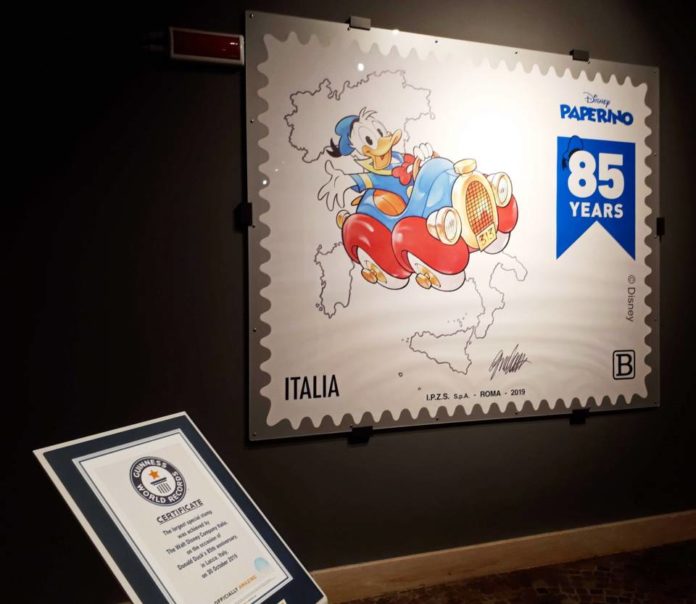 Disney
PAPERINO
85
YEARS
313
© Disney
B
ITALIA
I.P.Z.S. S.p.A. - ROMA - 2019
GUINNESS
WORLD RECORDS
CERTIFICATE
The largest special stamp
was achieved by
The Walt Disney Company Italia,
on the occasion of
Donald Duck's 85th anniversary,
in Lucca, Italy,
on 30 October 2019
OFFICIALLY AMAZING